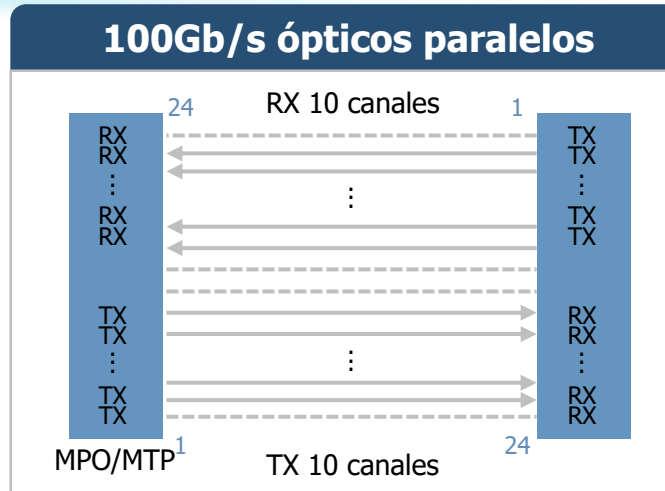 100Gb/s ópticos paralelos
24 RX 10 canales 1
RX TX
RX TX
⋮ ⋮
⋮
RX TX
RX TX
TX RX
TX RX
⋮ ⋮ ⋮
TX RX
TX RX
MPO/MTP 1 TX 10 canales 24